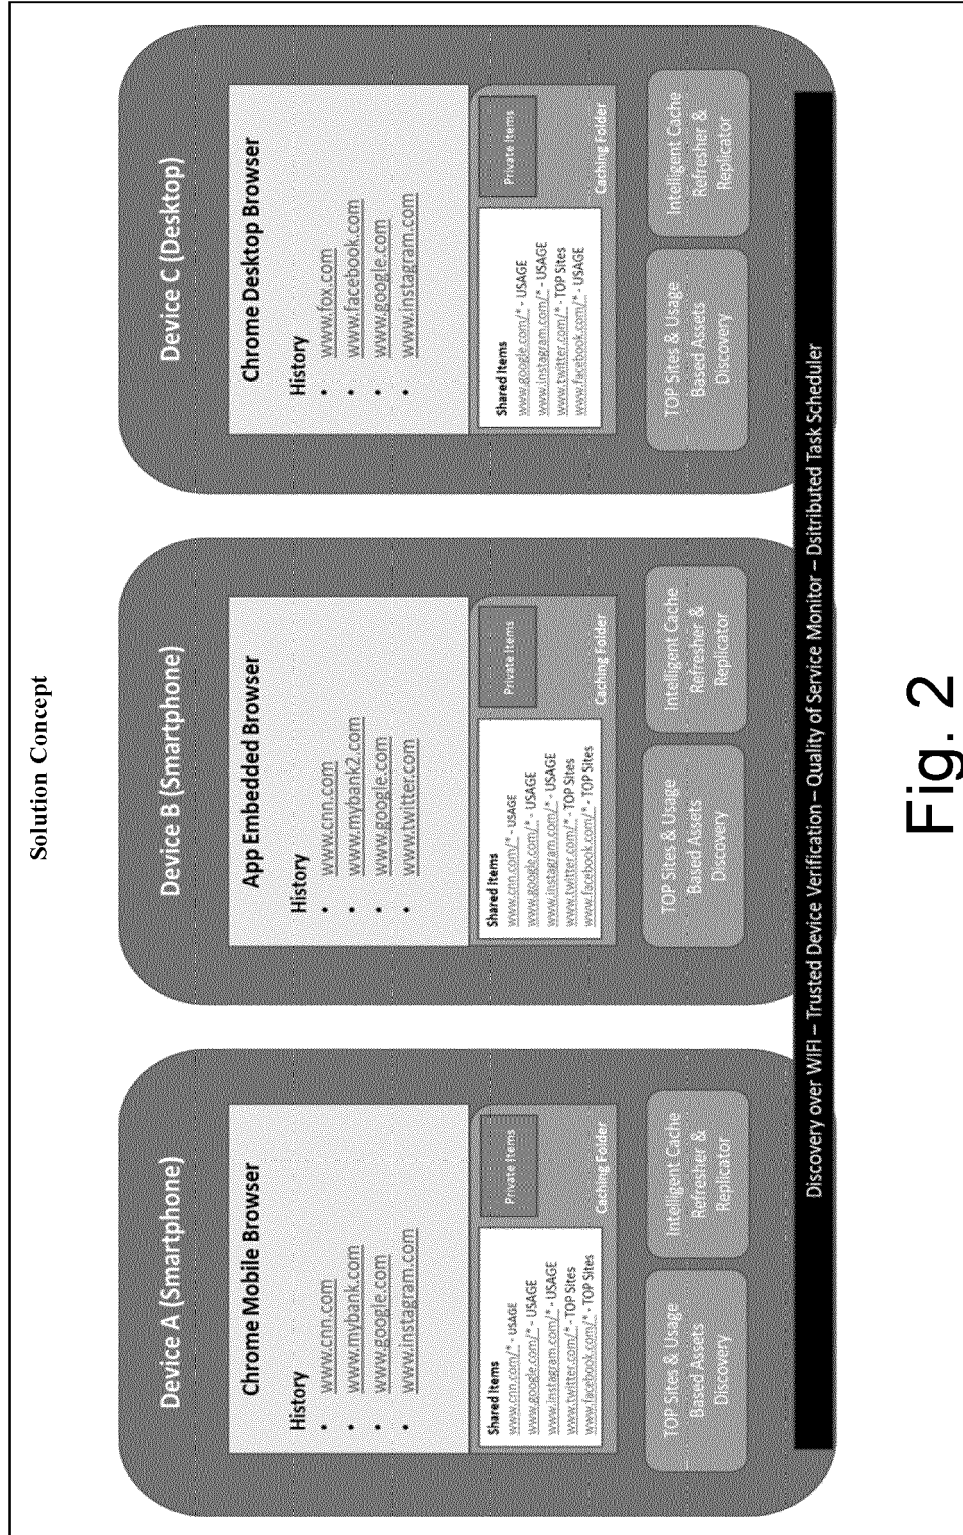 Solution Concept
Device A (Smartphone)
Chrome Mobile Browser
History
• www.cnn.com
• www.mybank.com
• www.google.com
• www.instagram.com
Shared Items
www.cnn.com/* - USAGE
www.google.com/* - USAGE
www.instagram.com/* - USAGE
www.twitter.com/* - TOP Sites
www.facebook.com/* - TOP Sites
Private Items
Caching Folder
TOP Sites & Usage
Based Assets
Discovery
Intelligent Cache
Refresher &
Replicator
Device B (Smartphone)
App Embedded Browser
History
• www.cnn.com
• www.mybank2.com
• www.google.com
• www.twitter.com
Shared Items
www.cnn.com/* - USAGE
www.google.com/* - USAGE
www.instagram.com/* - USAGE
www.twitter.com/* - TOP Sites
www.facebook.com/* - TOP Sites
Private Items
Caching Folder
TOP Sites & Usage
Based Assets
Discovery
Intelligent Cache
Refresher &
Replicator
Device C (Desktop)
Chrome Desktop Browser
History
• www.fox.com
• www.facebook.com
• www.google.com
• www.instagram.com
Shared Items
www.google.com/* - USAGE
www.instagram.com/* - USAGE
www.twitter.com/* - TOP Sites
www.facebook.com/* - USAGE
Private Items
Caching Folder
TOP Sites & Usage
Based Assets
Discovery
Intelligent Cache
Refresher &
Replicator
Discovery over WIFI – Trusted Device Verification – Quality of Service Monitor – Dsitributed Task Scheduler
Fig. 2